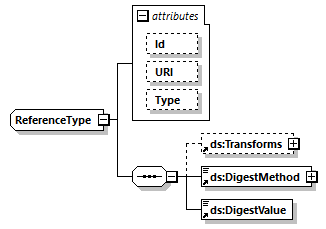 attributes
Id
URI
Type
ReferenceType
ds:Transforms
ds:DigestMethod
ds:DigestValue